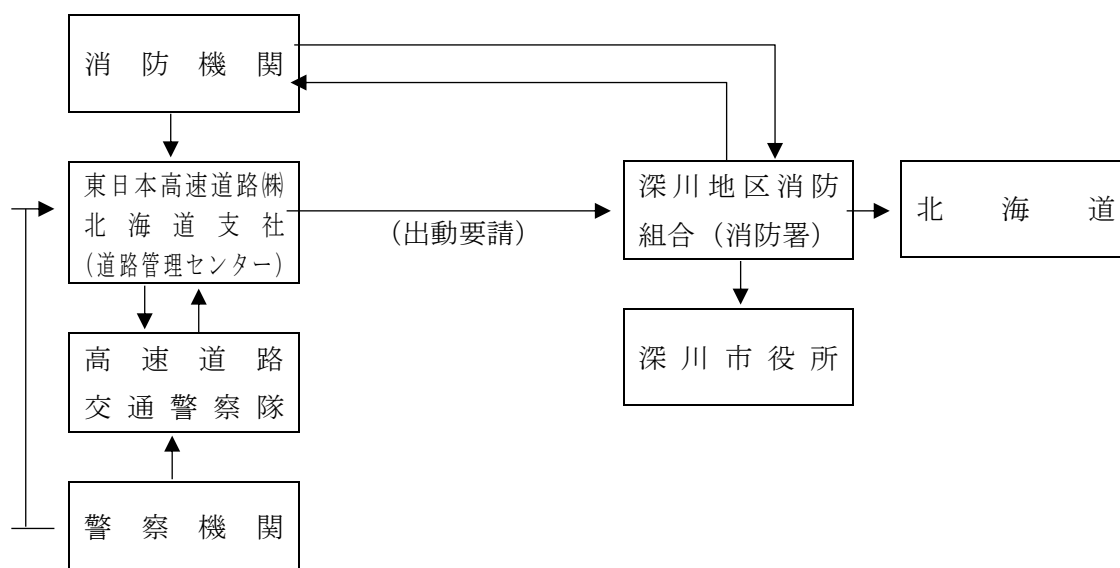 消防機関
東日本高速道路㈱
北海道支社
(道路管理センター)
(出動要請)
深川地区消防
組合（消防署）
北海道
高速道路
交通警察隊
深川市役所
警察機関